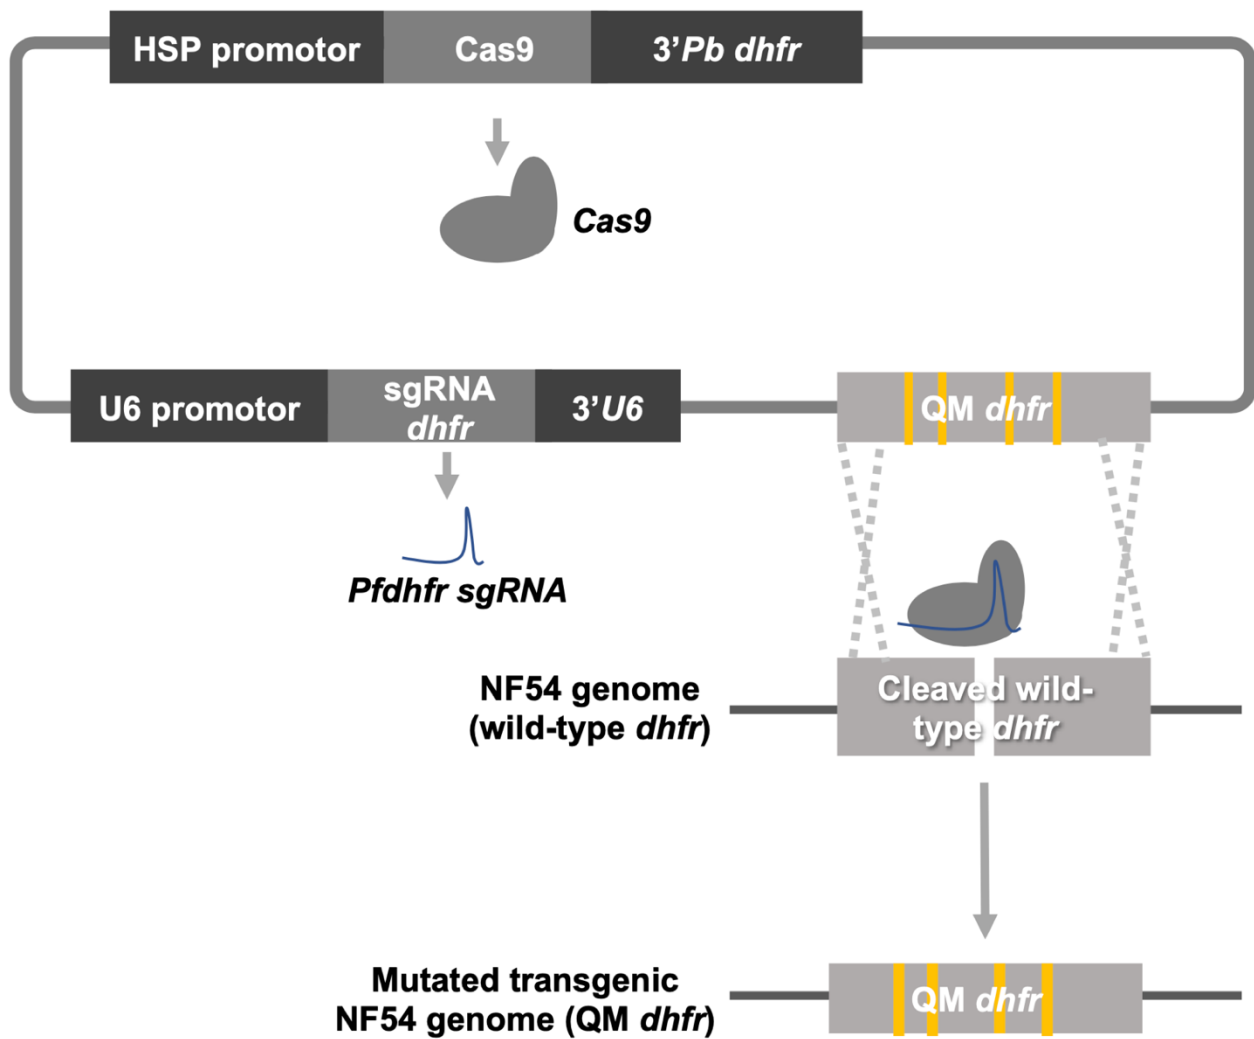 HSP promotor
Cas9
3’Pb dhfr
Cas9
U6 promotor
sgRNA
dhfr
3’U6
QM dhfr
Pfdhfr sgRNA
NF54 genome
(wild-type dhfr)
Cleaved wild-
type dhfr
Mutated transgenic
NF54 genome (QM dhfr)
QM dhfr